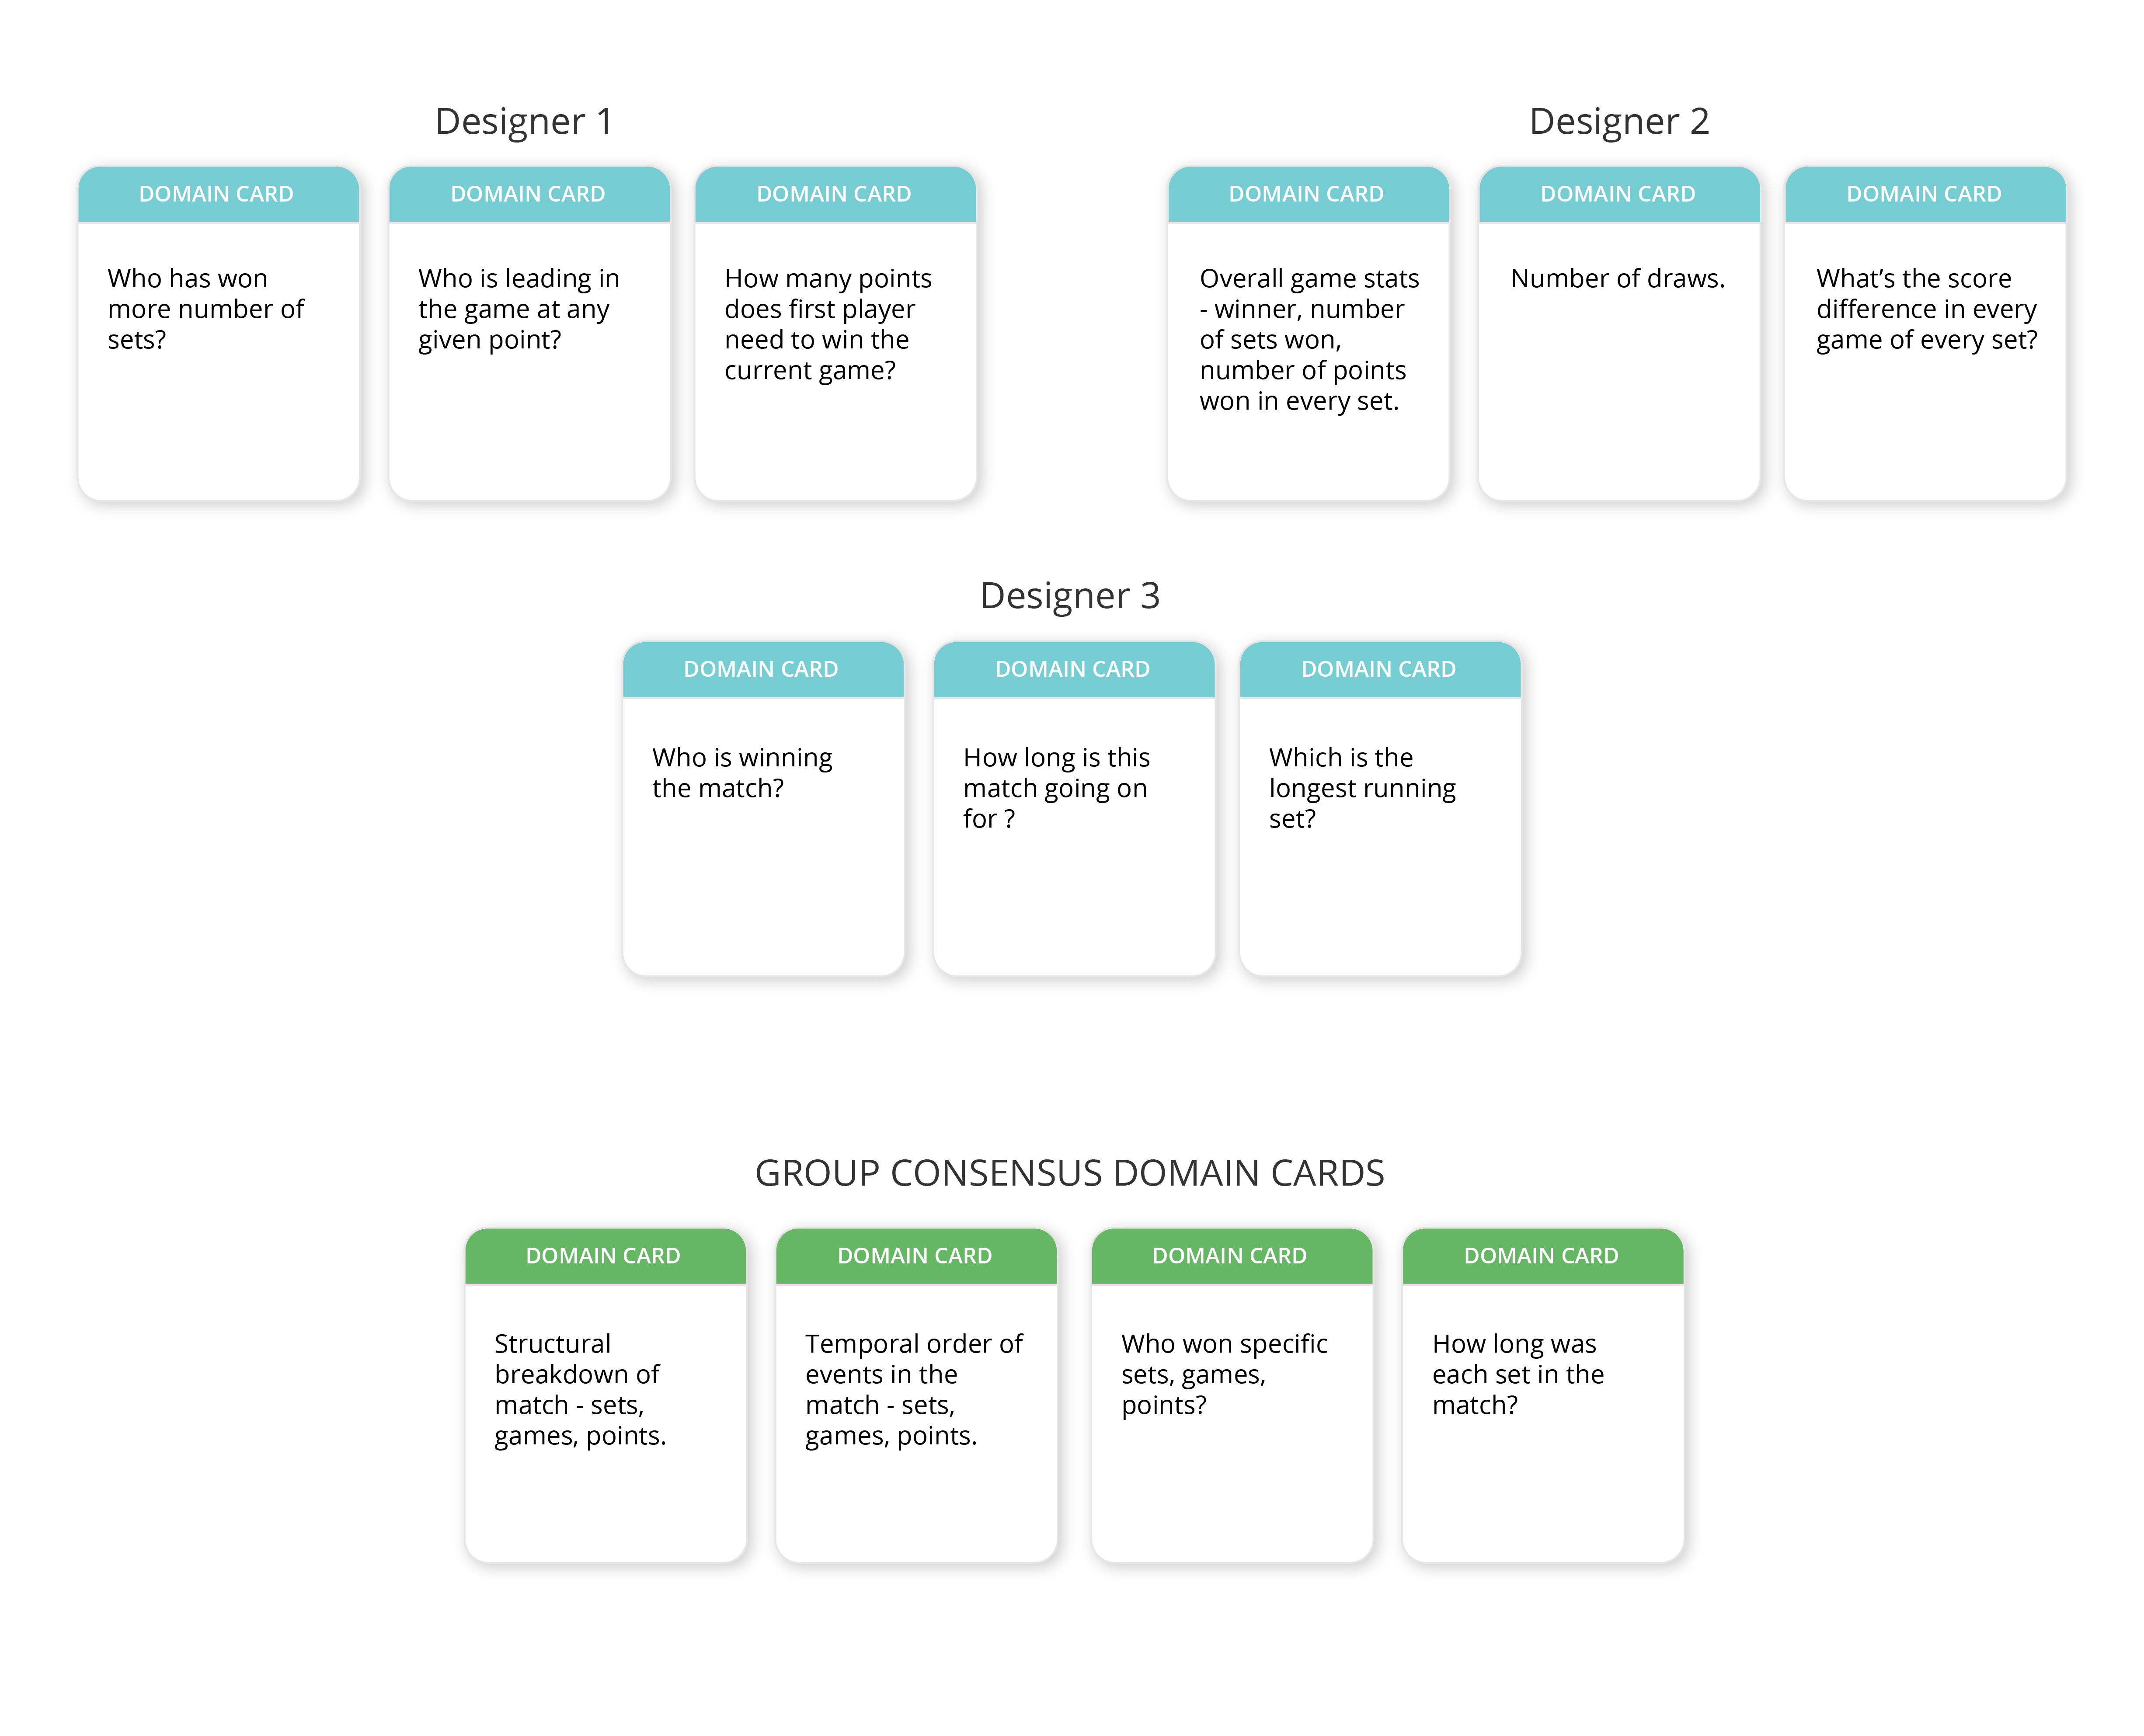 Designer 1
DOMAIN CARD
Who has won
more number of
sets?
DOMAIN CARD
Who is leading in
the game at any
given point?
DOMAIN CARD
How many points
does first player
need to win the
current game?
Designer 2
DOMAIN CARD
Overall game stats
- winner, number
of sets won,
number of points
won in every set.
DOMAIN CARD
Number of draws.
DOMAIN CARD
What’s the score
difference in every
game of every set?
Designer 3
DOMAIN CARD
Who is winning
the match?
DOMAIN CARD
How long is this
match going on
for ?
DOMAIN CARD
Which is the
longest running
set?
GROUP CONSENSUS DOMAIN CARDS
DOMAIN CARD
Structural
breakdown of
match - sets,
games, points.
DOMAIN CARD
Temporal order of
events in the
match - sets,
games, points.
DOMAIN CARD
Who won specific
sets, games,
points?
DOMAIN CARD
How long was
each set in the
match?